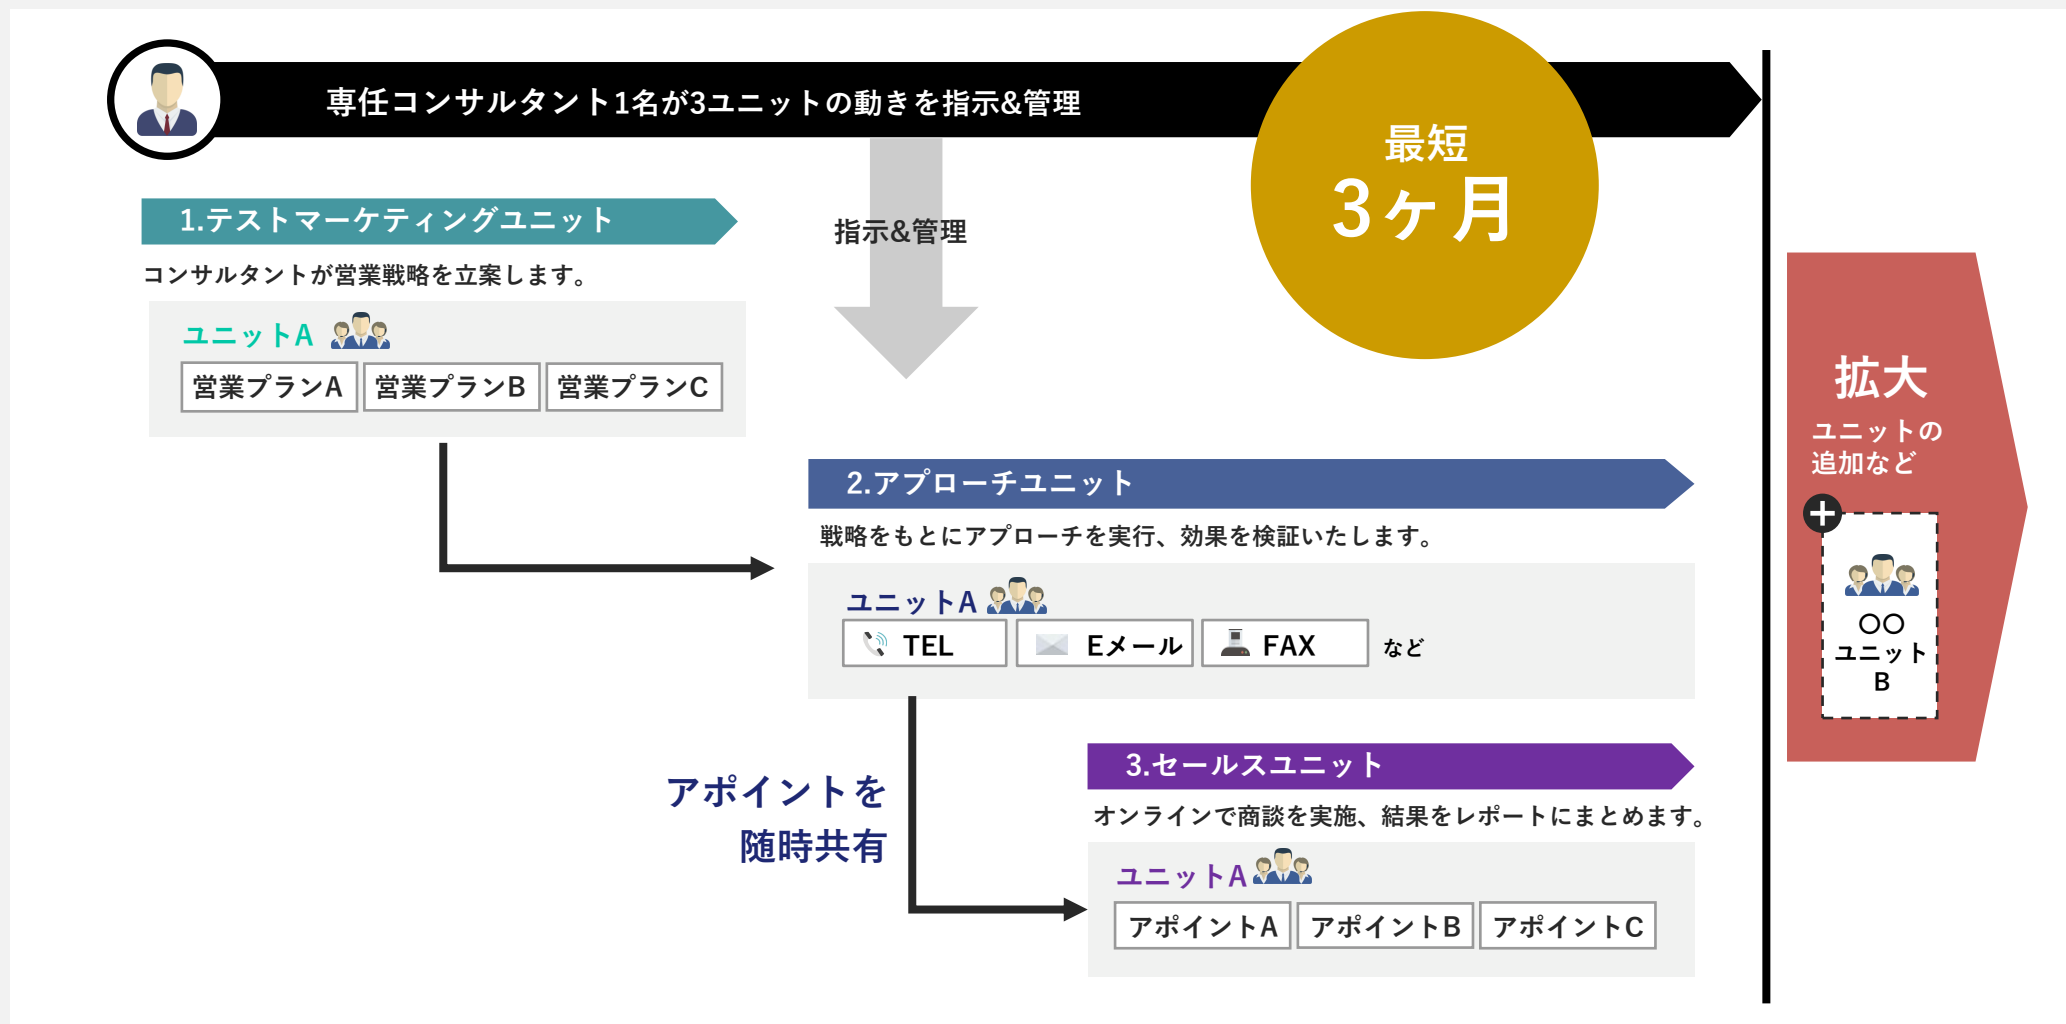 専任コンサルタント1名が3ユニットの動きを指示&管理
最短
3ヶ月
1.テストマーケティングユニット
コンサルタントが営業戦略を立案します。
ユニットA
営業プランA
営業プランB
営業プランC
指示&管理
2.アプローチユニット
戦略をもとにアプローチを実行、効果を検証いたします。
ユニットA
TEL
Eメール
FAX
など
アポイントを
随時共有
3.セールスユニット
オンラインで商談を実施、結果をレポートにまとめます。
ユニットA
アポイントA
アポイントB
アポイントC
拡大
ユニットの
追加など
+
○○
ユニット
B